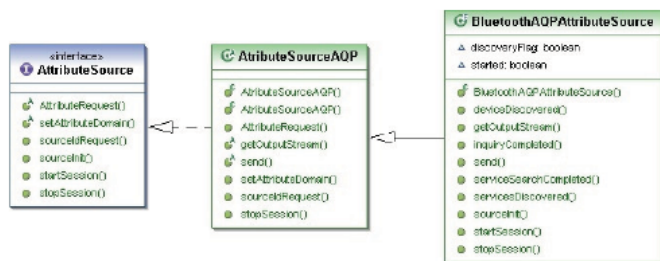 «interface»
AttributeSource
AttributeRequest()
setAttributeDomain()
sourceIdRequest()
sourceInit()
startSession()
stopSession()
AtributeSourceAQP
AtributeSourceAQP()
AtributeSourceAQP()
AttributeRequest()
getOutputStream()
send()
setAttributeDomain()
sourceIdRequest()
stopSession()
BluetoothAQPAttributeSource
discoveryFlag: boolean
started: boolean
BluetoothAQPAttributeSource()
deviceDiscovered()
getOutputStream()
inquiryCompleted()
send()
serviceSearchCompleted()
servicesDiscovered()
sourceInit()
startSession()
stopSession()